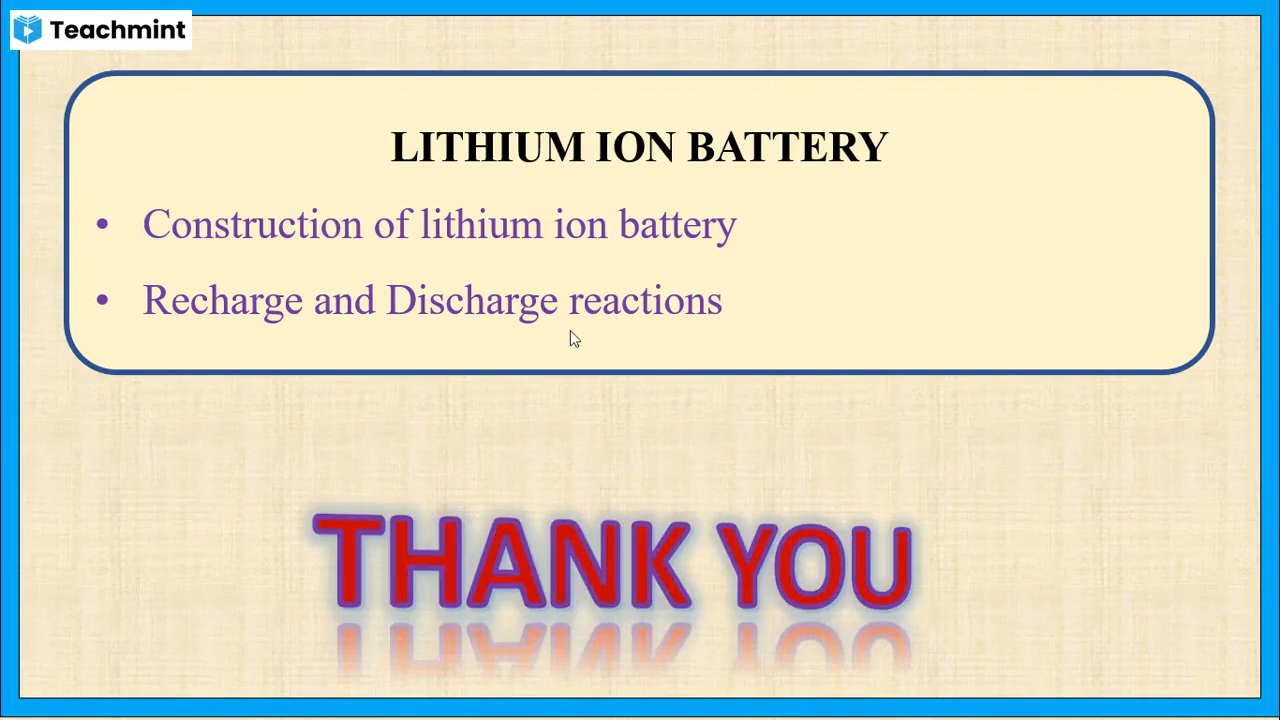 Teachmint
LITHIUM ION BATTERY
• Construction of lithium ion battery
• Recharge and Discharge reactions
THANK YOU